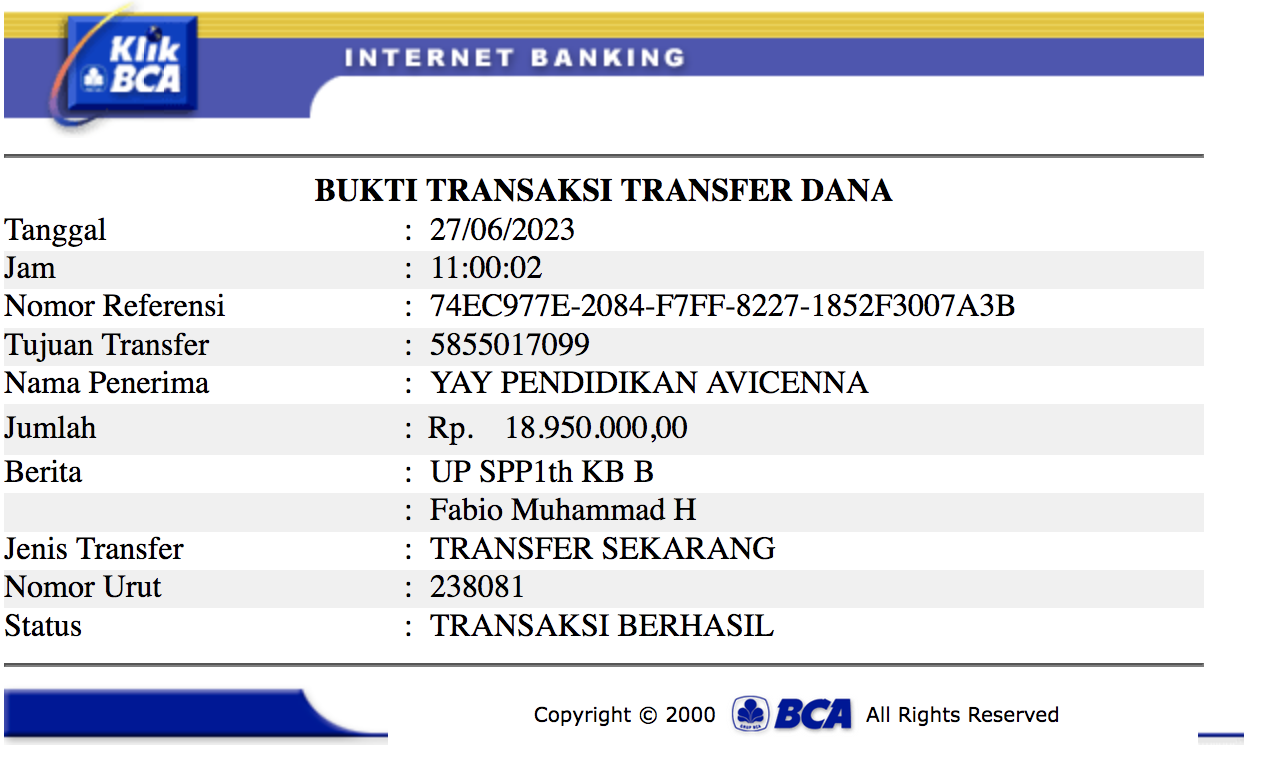 Klik
BCA
INTERNET BANKING
BUKTI TRANSAKSI TRANSFER DANA
Tanggal : 27/06/2023
Jam : 11:00:02
Nomor Referensi : 74EC977E-2084-F7FF-8227-1852F3007A3B
Tujuan Transfer : 5855017099
Nama Penerima : YAY PENDIDIKAN AVICENNA
Jumlah : Rp. 18.950.000,00
Berita : UP SPP1th KB B
: Fabio Muhammad H
Jenis Transfer : TRANSFER SEKARANG
Nomor Urut : 238081
Status : TRANSAKSI BERHASIL
Copyright © 2000 BCA All Rights Reserved